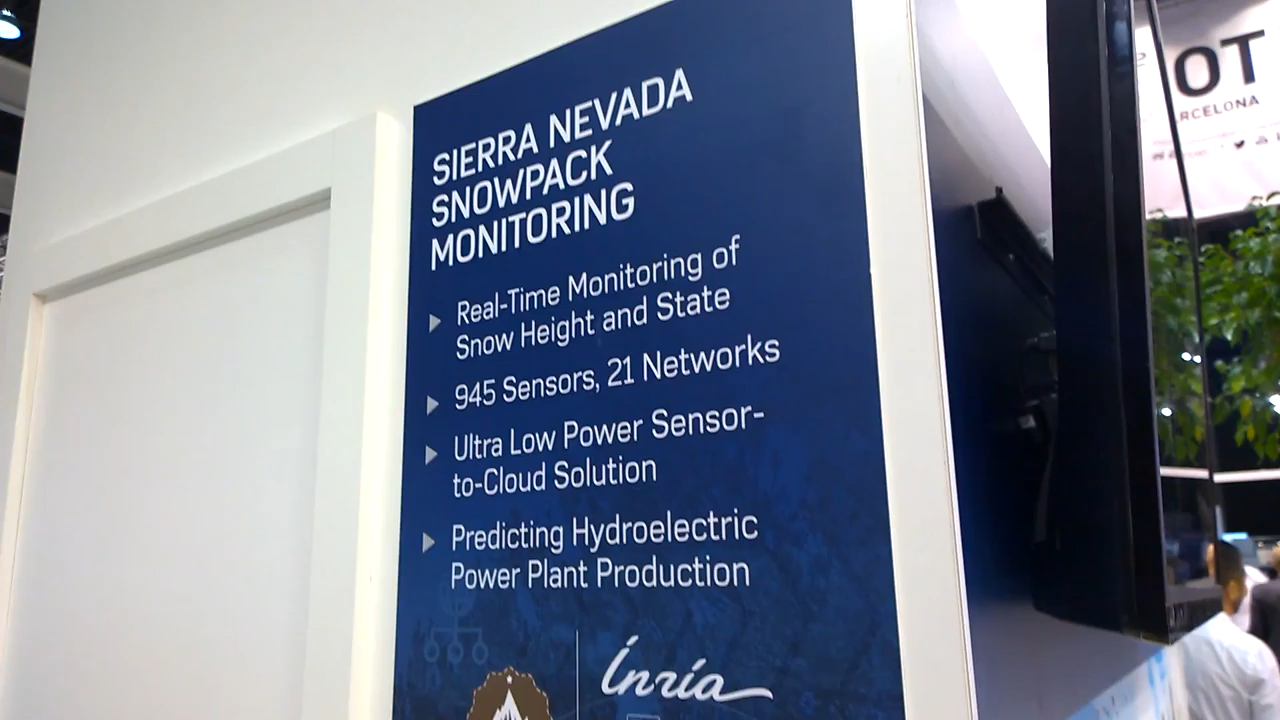 SIERRA NEVADA
SNOWPACK
MONITORING
Real-Time Monitoring of
Snow Height and State
945 Sensors, 21 Networks
Ultra Low Power Sensor-
to-Cloud Solution
Predicting Hydroelectric
Power Plant Production
Inria
OT
RCELONA